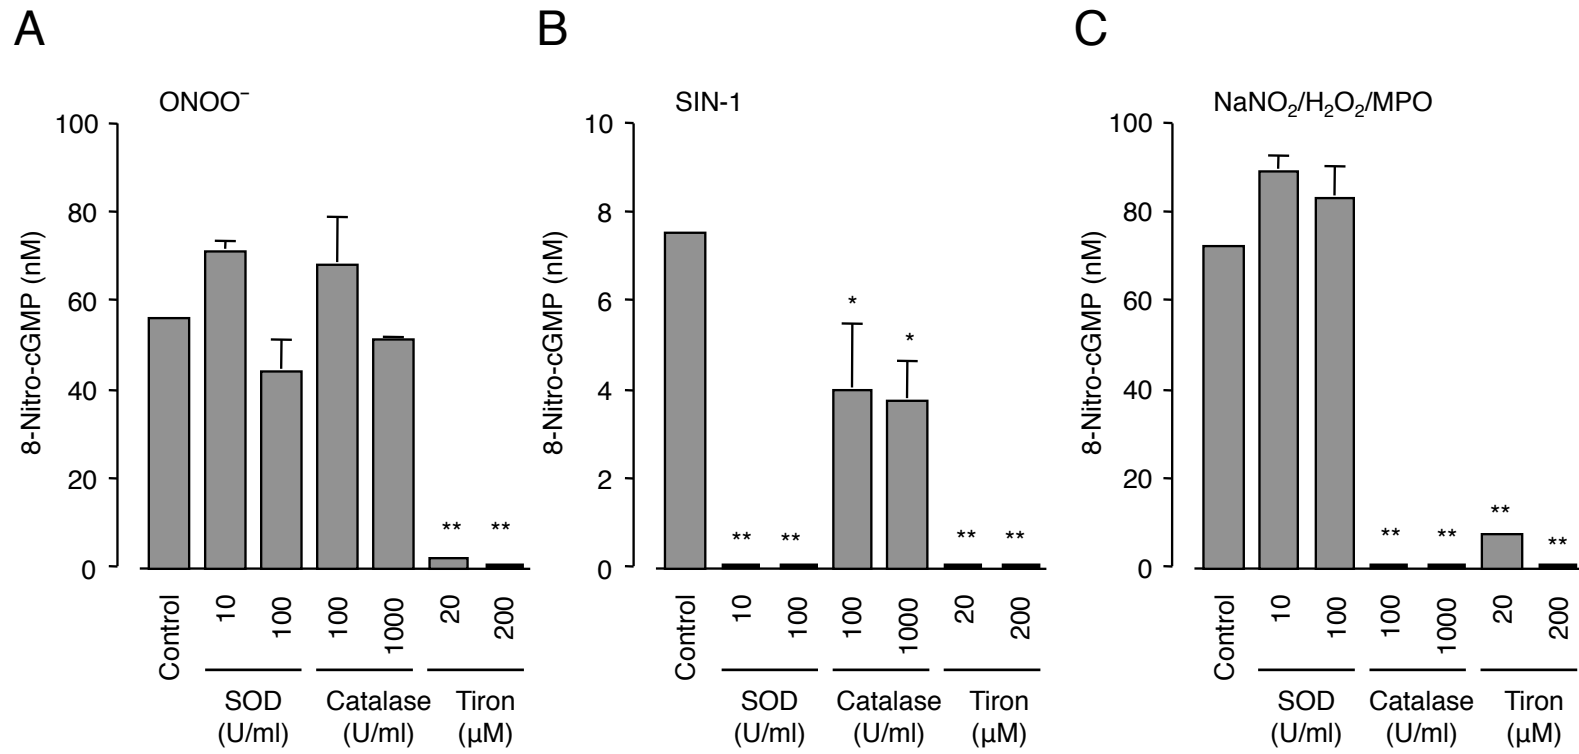 A
ONOO⁻
8-Nitro-cGMP (nM)
100
80
60
40
20
0
** **
Control 10 100 100 1000 20 200
SOD Catalase Tiron
(U/ml) (U/ml) (μM)
B
SIN-1
8-Nitro-cGMP (nM)
10
8
6
4
2
0
** ** * * ** **
Control 10 100 100 1000 20 200
SOD Catalase Tiron
(U/ml) (U/ml) (μM)
C
NaNO₂/H₂O₂/MPO
8-Nitro-cGMP (nM)
100
80
60
40
20
0
** ** ** **
Control 10 100 100 1000 20 200
SOD Catalase Tiron
(U/ml) (U/ml) (μM)